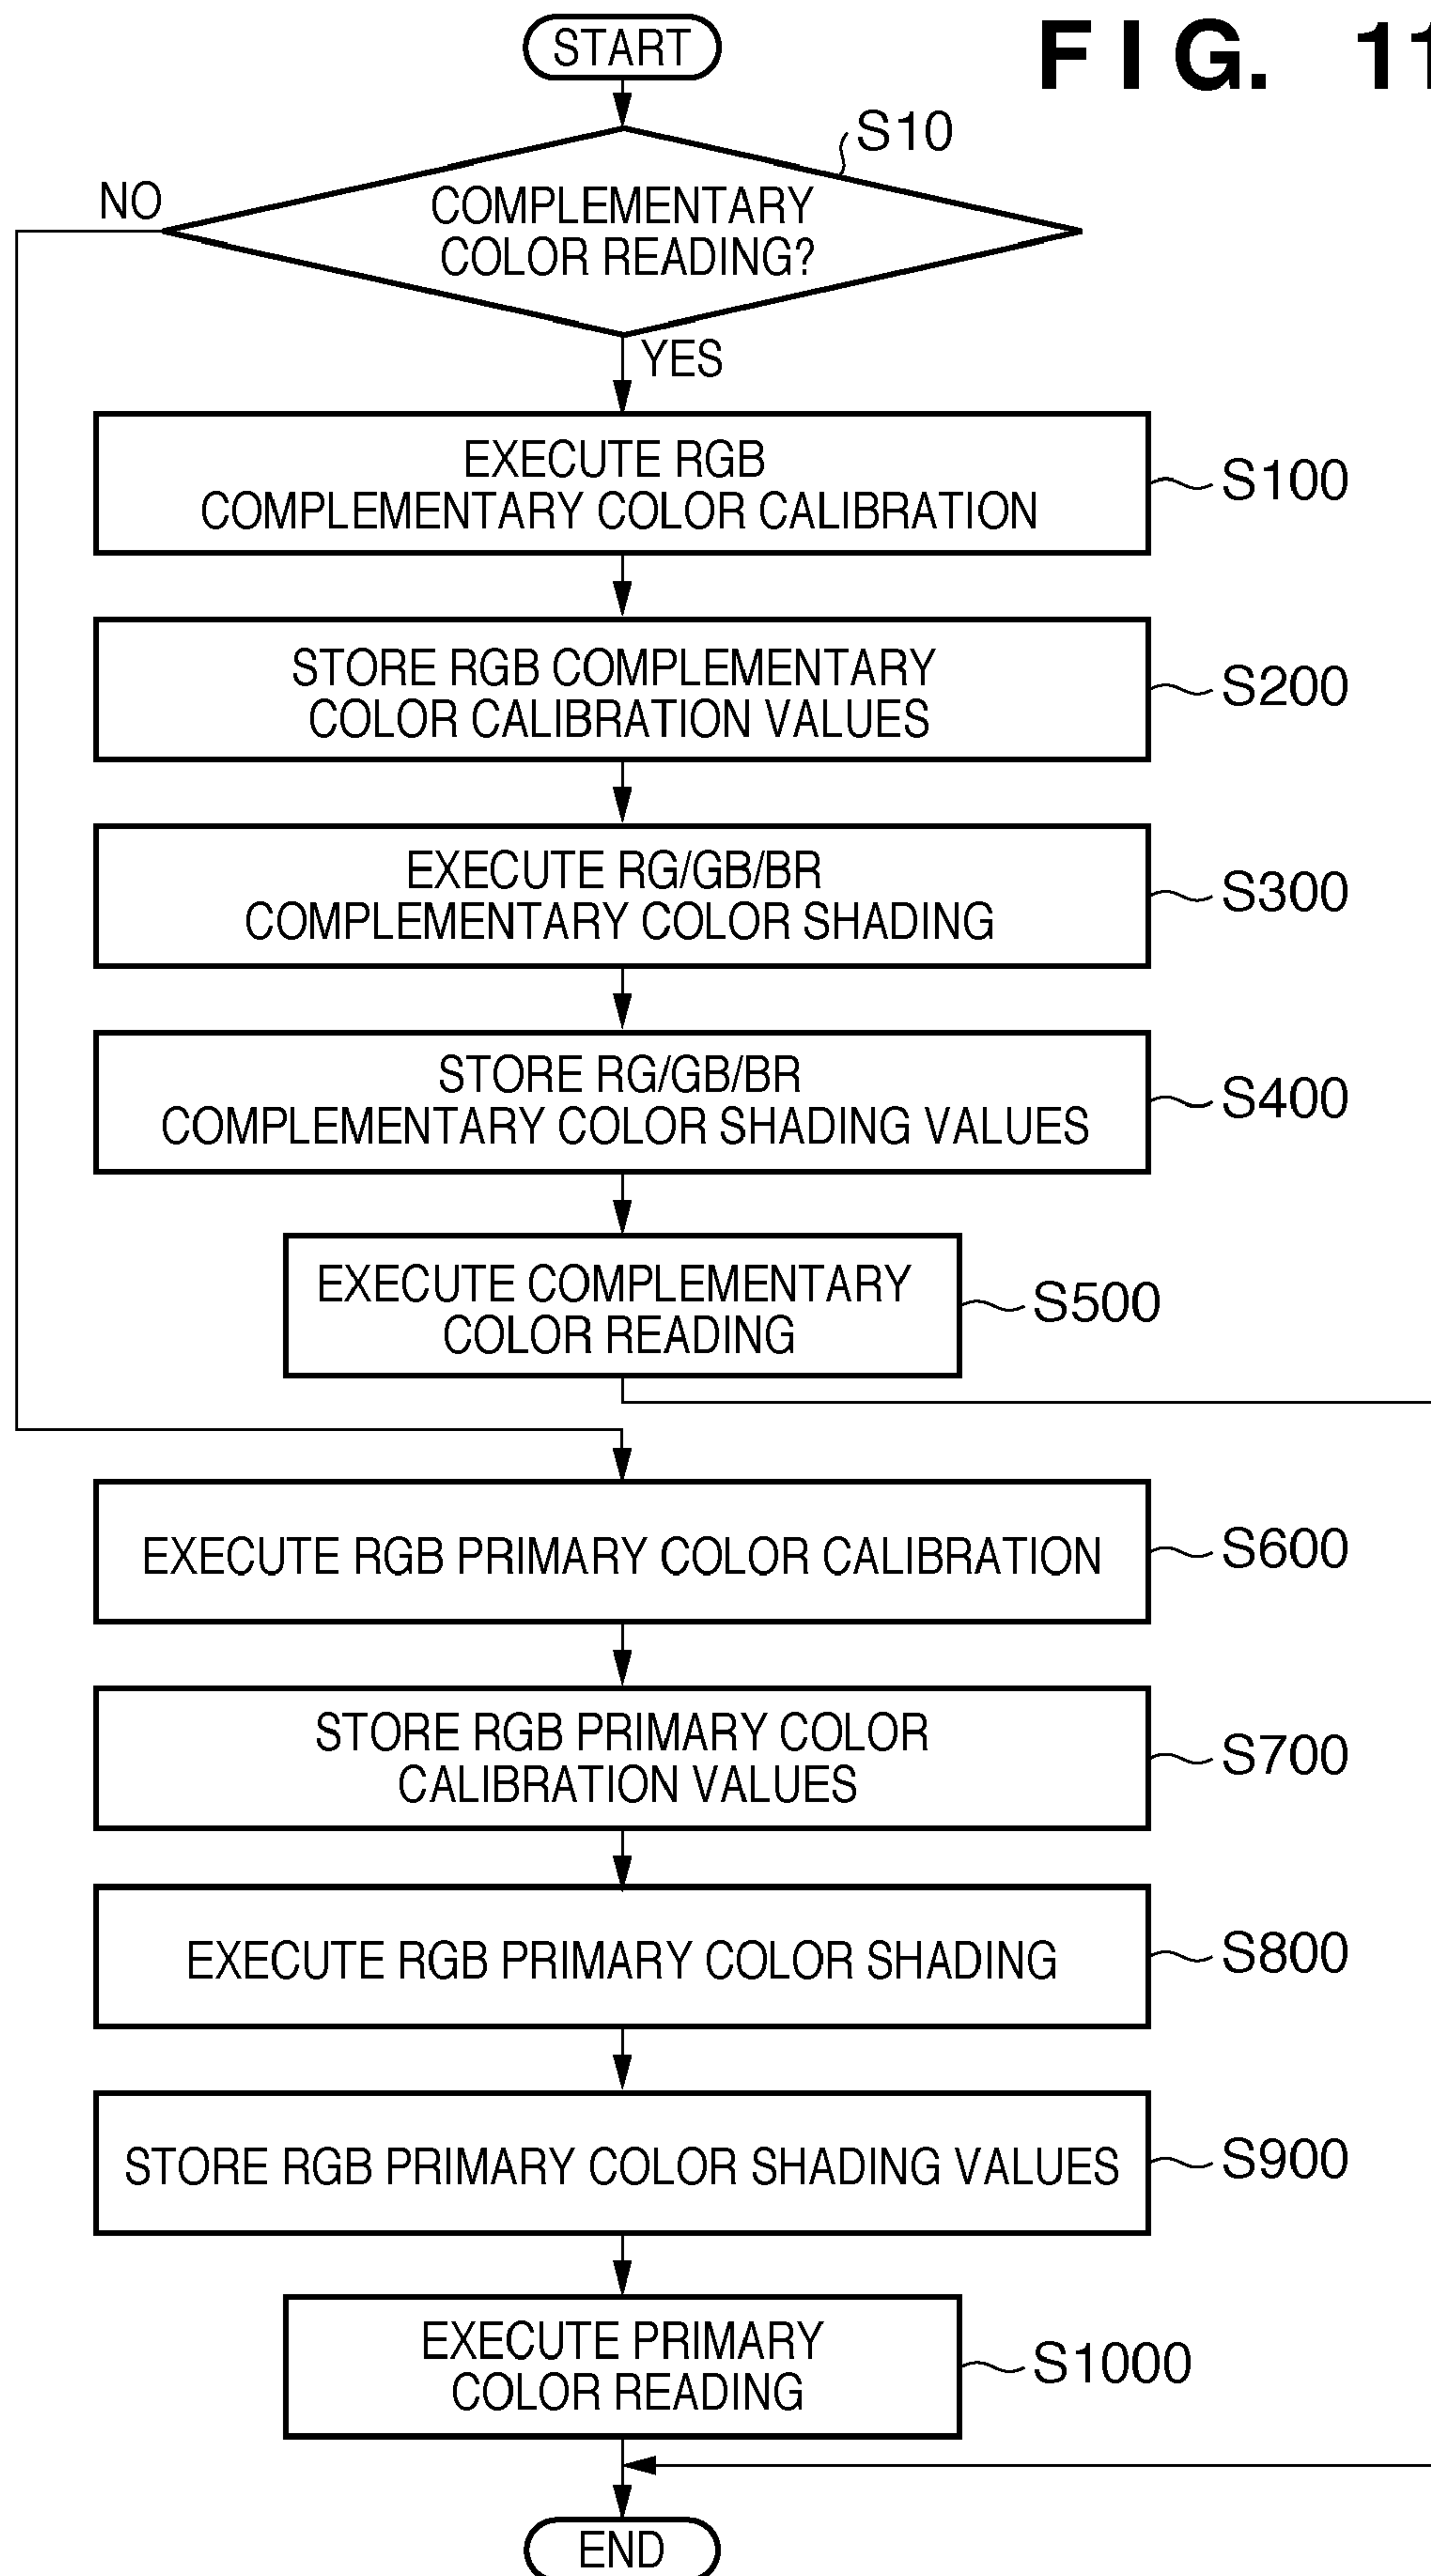 START
FIG. 11
S10
NO
COMPLEMENTARY
COLOR READING?
YES
EXECUTE RGB
COMPLEMENTARY COLOR CALIBRATION
S100
STORE RGB COMPLEMENTARY
COLOR CALIBRATION VALUES
S200
EXECUTE RG/GB/BR
COMPLEMENTARY COLOR SHADING
S300
STORE RG/GB/BR
COMPLEMENTARY COLOR SHADING VALUES
S400
EXECUTE COMPLEMENTARY
COLOR READING
S500
EXECUTE RGB PRIMARY COLOR CALIBRATION
S600
STORE RGB PRIMARY COLOR
CALIBRATION VALUES
S700
EXECUTE RGB PRIMARY COLOR SHADING
S800
STORE RGB PRIMARY COLOR SHADING VALUES
S900
EXECUTE PRIMARY
COLOR READING
S1000
END